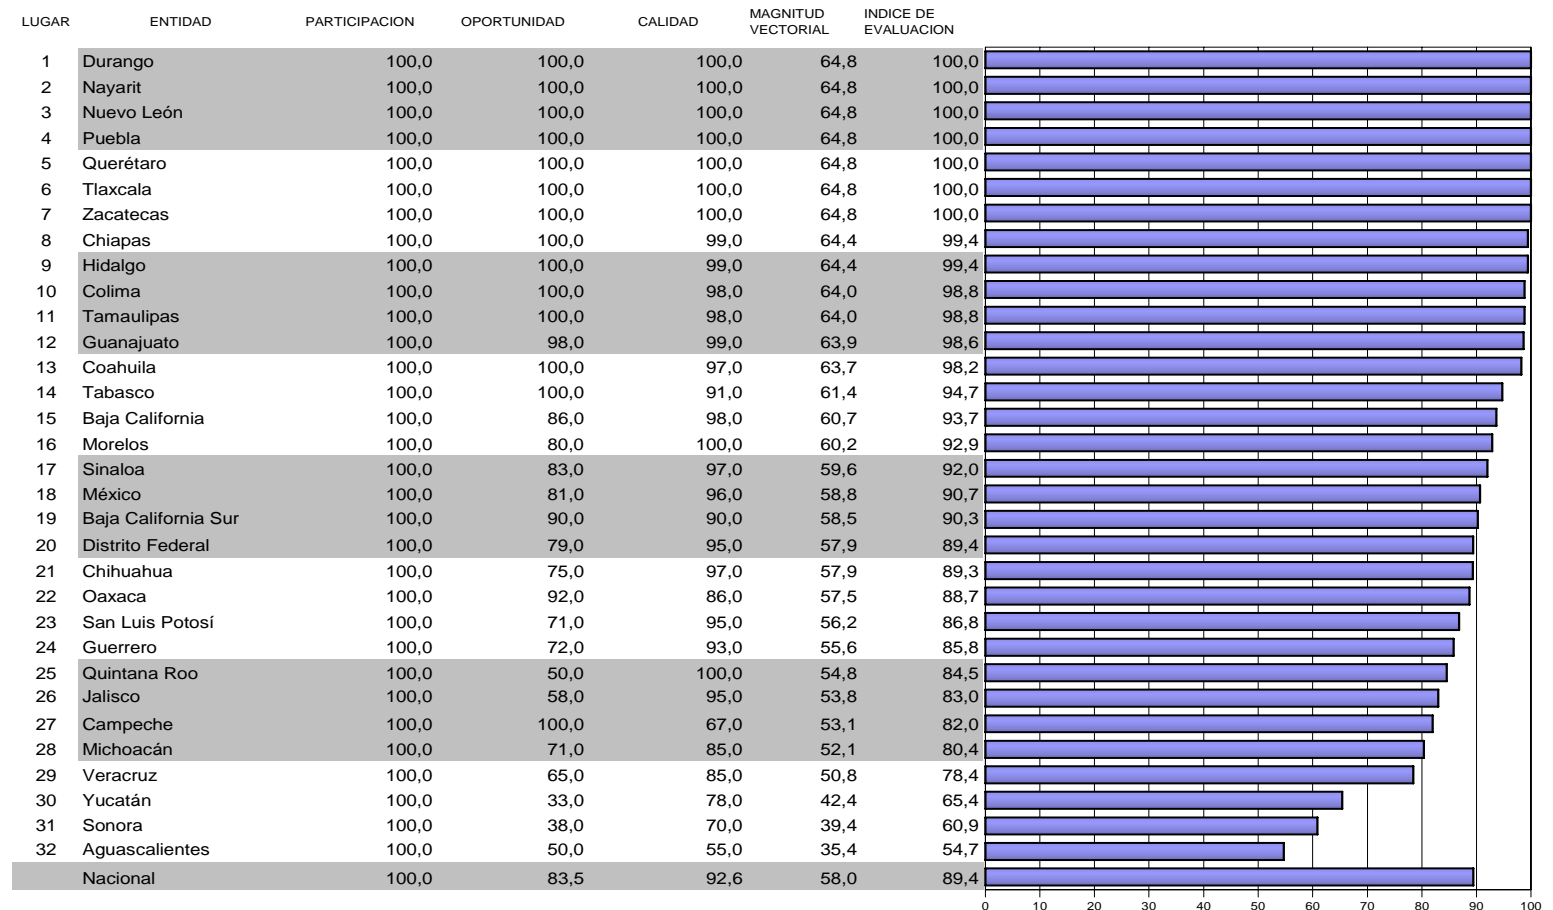 LUGAR ENTIDAD PARTICIPACION OPORTUNIDAD CALIDAD MAGNITUD VECTORIAL INDICE DE EVALUACION
1 Durango 100,0 100,0 100,0 64,8 100,0
2 Nayarit 100,0 100,0 100,0 64,8 100,0
3 Nuevo León 100,0 100,0 100,0 64,8 100,0
4 Puebla 100,0 100,0 100,0 64,8 100,0
5 Querétaro 100,0 100,0 100,0 64,8 100,0
6 Tlaxcala 100,0 100,0 100,0 64,8 100,0
7 Zacatecas 100,0 100,0 100,0 64,8 100,0
8 Chiapas 100,0 100,0 99,0 64,4 99,4
9 Hidalgo 100,0 100,0 99,0 64,4 99,4
10 Colima 100,0 100,0 98,0 64,0 98,8
11 Tamaulipas 100,0 100,0 98,0 64,0 98,8
12 Guanajuato 100,0 98,0 99,0 63,9 98,6
13 Coahuila 100,0 100,0 97,0 63,7 98,2
14 Tabasco 100,0 100,0 91,0 61,4 94,7
15 Baja California 100,0 86,0 98,0 60,7 93,7
16 Morelos 100,0 80,0 100,0 60,2 92,9
17 Sinaloa 100,0 83,0 97,0 59,6 92,0
18 México 100,0 81,0 96,0 58,8 90,7
19 Baja California Sur 100,0 90,0 90,0 58,5 90,3
20 Distrito Federal 100,0 79,0 95,0 57,9 89,4
21 Chihuahua 100,0 75,0 97,0 57,9 89,3
22 Oaxaca 100,0 92,0 86,0 57,5 88,7
23 San Luis Potosí 100,0 71,0 95,0 56,2 86,8
24 Guerrero 100,0 72,0 93,0 55,6 85,8
25 Quintana Roo 100,0 50,0 100,0 54,8 84,5
26 Jalisco 100,0 58,0 95,0 53,8 83,0
27 Campeche 100,0 100,0 67,0 53,1 82,0
28 Michoacán 100,0 71,0 85,0 52,1 80,4
29 Veracruz 100,0 65,0 85,0 50,8 78,4
30 Yucatán 100,0 33,0 78,0 42,4 65,4
31 Sonora 100,0 38,0 70,0 39,4 60,9
32 Aguascalientes 100,0 50,0 55,0 35,4 54,7
Nacional 100,0 83,5 92,6 58,0 89,4
0 10 20 30 40 50 60 70 80 90 100